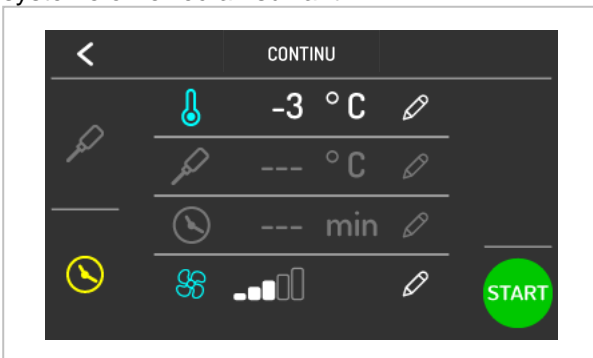 CONTINU
-3 °C
--- °C
--- min
START